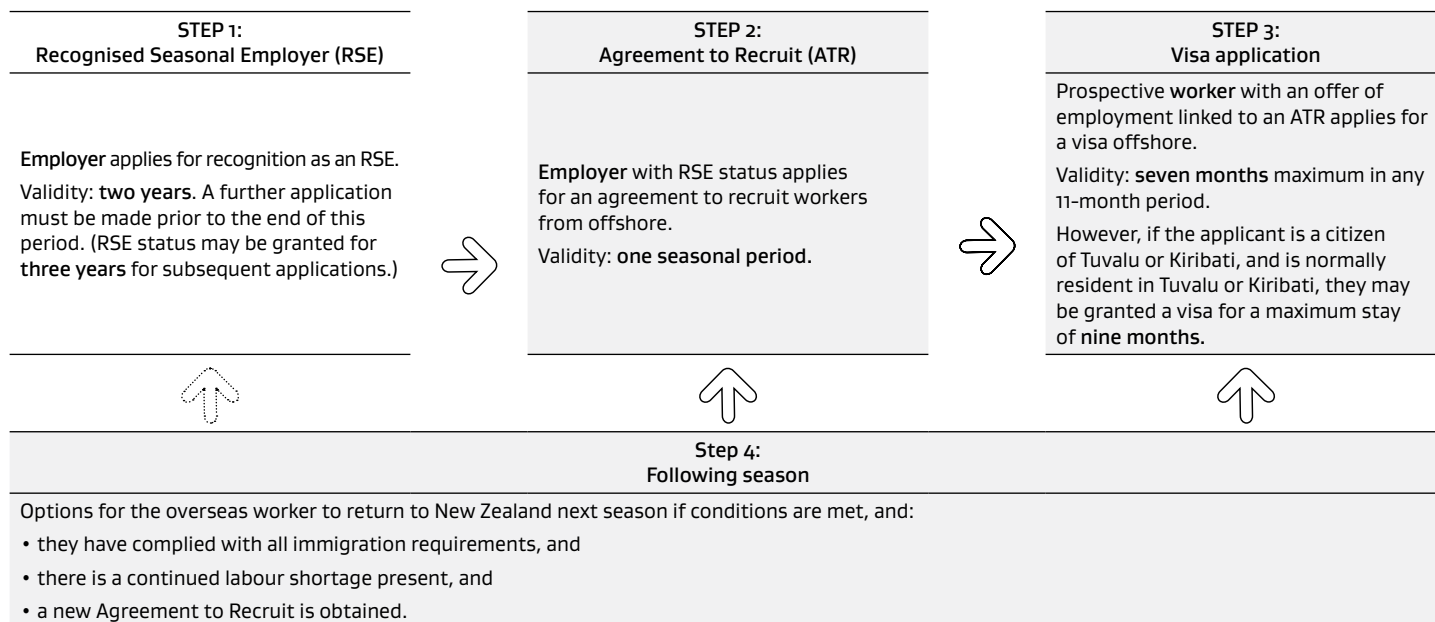 STEP 1:
Recognised Seasonal Employer (RSE)
Employer applies for recognition as an RSE.
Validity: two years. A further application
must be made prior to the end of this
period. (RSE status may be granted for
three years for subsequent applications.)
STEP 2:
Agreement to Recruit (ATR)
Employer with RSE status applies
for an agreement to recruit workers
from offshore.
Validity: one seasonal period.
STEP 3:
Visa application
Prospective worker with an offer of
employment linked to an ATR applies for
a visa offshore.
Validity: seven months maximum in any
11-month period.
However, if the applicant is a citizen
of Tuvalu or Kiribati, and is normally
resident in Tuvalu or Kiribati, they may
be granted a visa for a maximum stay
of nine months.
Step 4:
Following season
Options for the overseas worker to return to New Zealand next season if conditions are met, and:
• they have complied with all immigration requirements, and
• there is a continued labour shortage present, and
• a new Agreement to Recruit is obtained.